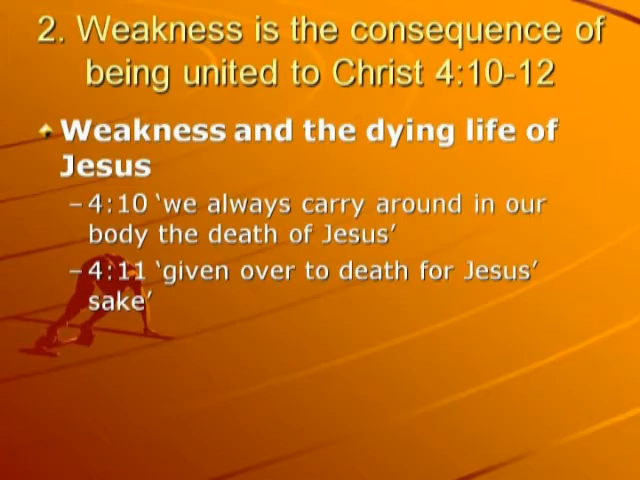 2. Weakness is the consequence of
being united to Christ 4:10-12
Weakness and the dying life of
Jesus
– 4:10 ‘we always carry around in our
body the death of Jesus’
– 4:11 ‘given over to death for Jesus’
sake’